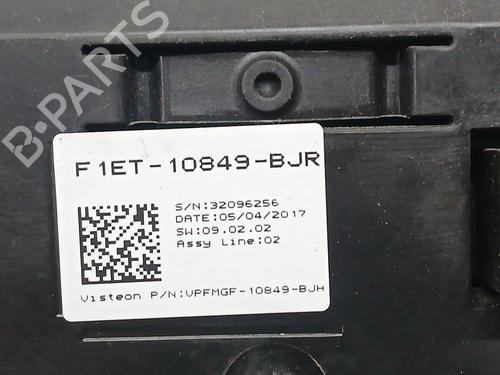 B-PARTS
F1ET-10849-BJR
S/N:32096256
DATE:05/04/2017
SW:09.02.02
Assy Line:02
Visteon P/N:VPFMGF-10849-BJH